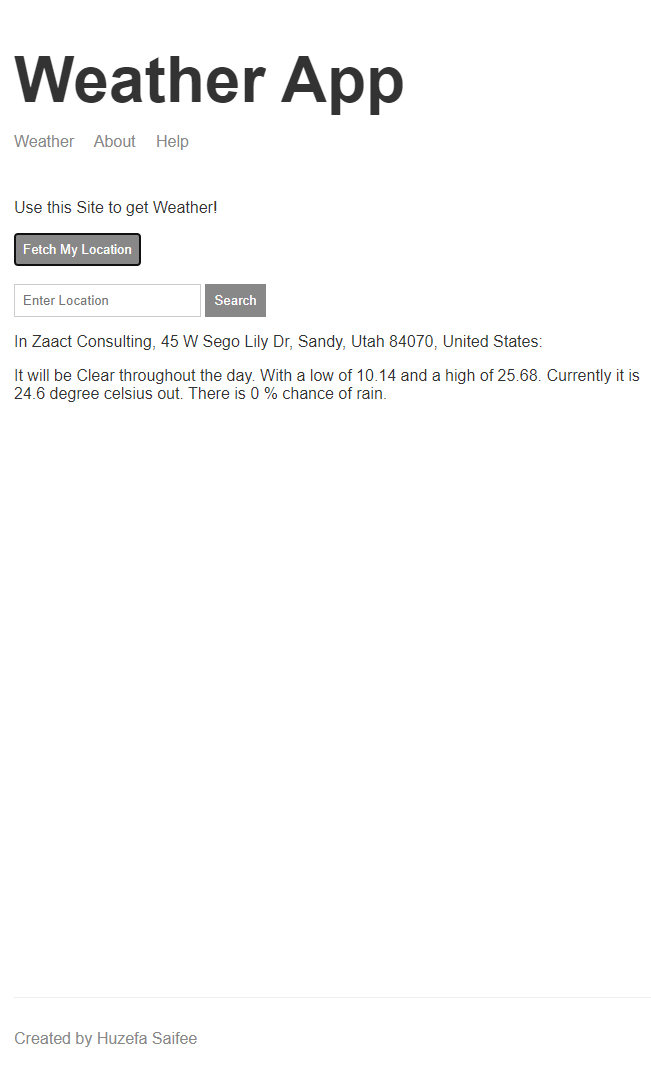 Weather App
Weather About Help
Use this Site to get Weather!
Fetch My Location
Enter Location Search
In Zaact Consulting, 45 W Sego Lily Dr, Sandy, Utah 84070, United States:
It will be Clear throughout the day. With a low of 10.14 and a high of 25.68. Currently it is
24.6 degree celsius out. There is 0 % chance of rain.
Created by Huzefa Saifee